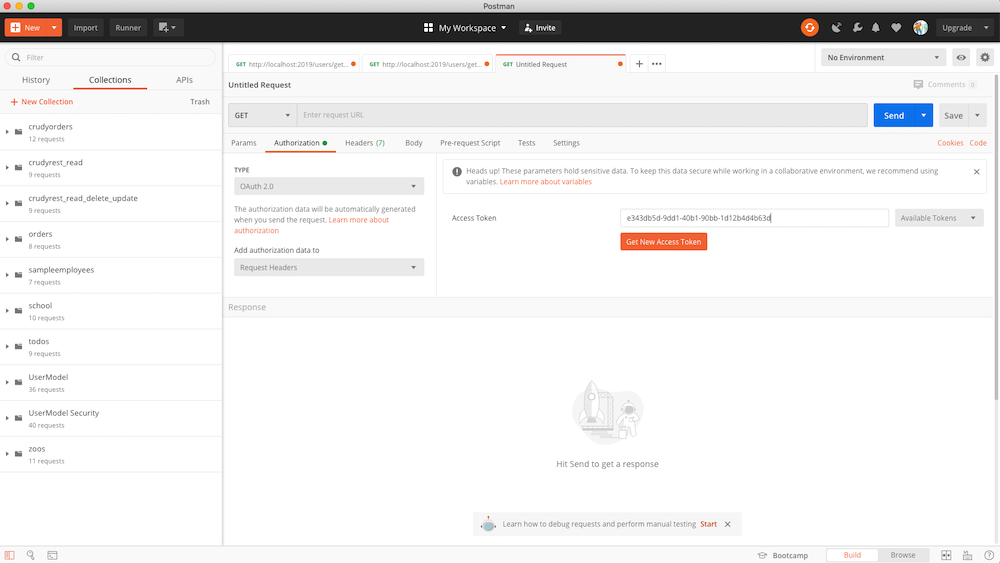 Postman
New
Import
Runner
My Workspace
Invite
Upgrade
Filter
History
Collections
APIs
New Collection
Trash
crudyorders
12 requests
crudyrest_read
9 requests
crudyrest_read_delete_update
9 requests
orders
8 requests
sampleemployees
7 requests
school
10 requests
todos
9 requests
UserModel
36 requests
UserModel Security
40 requests
zoos
11 requests
GET http://localhost:2019/users/get...
GET http://localhost:2019/users/get...
GET Untitled Request
No Environment
Untitled Request
Comments 0
GET
Enter request URL
Send
Save
Params
Authorization
Headers (7)
Body
Pre-request Script
Tests
Settings
Cookies
Code
TYPE
OAuth 2.0
The authorization data will be automatically generated
when you send the request. Learn more about
authorization
Add authorization data to
Request Headers
Heads up! These parameters hold sensitive data. To keep this data secure while working in a collaborative environment, we recommend using
variables. Learn more about variables
Access Token
e343db5d-9dd1-40b1-90bb-1d12b4d4b63d
Available Tokens
Get New Access Token
Response
Hit Send to get a response
Learn how to debug requests and perform manual testing
Start
Bootcamp
Build
Browse